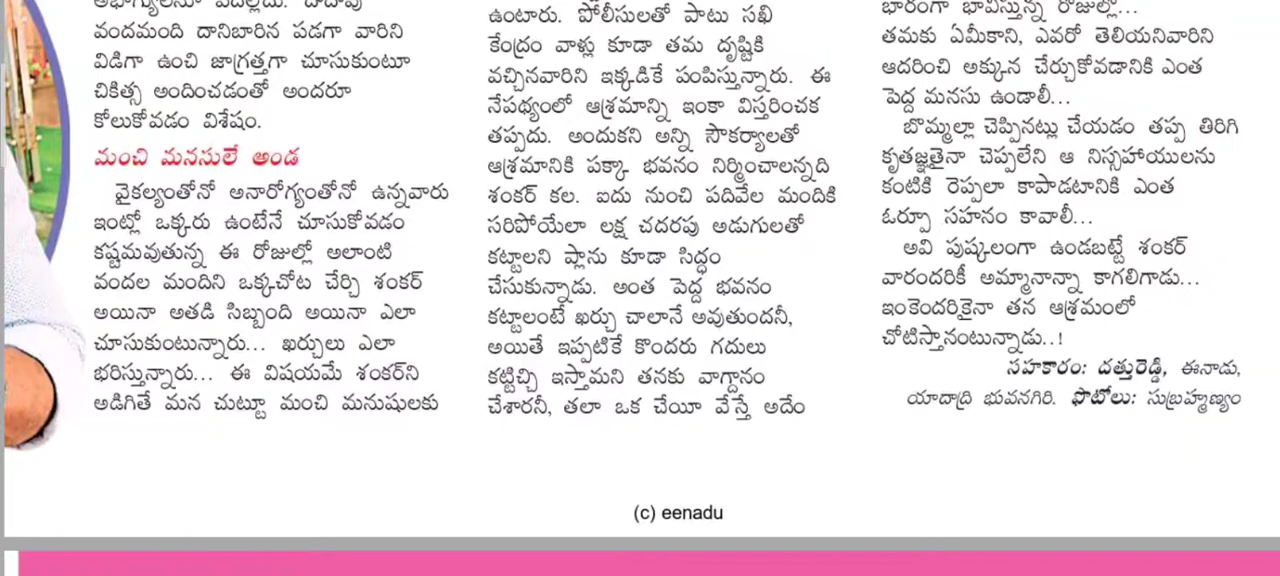 వందమంది దానిబారిన పడగా వారిని
విడిగా ఉంచి జాగ్రత్తగా చూసుకుంటూ
చికిత్స అందించడంతో అందరూ
కోలుకోవడం విశేషం.
మంచి మనసులే అండ
వైకల్యంతోనో అనారోగ్యంతోనో ఉన్నవారు
ఇంట్లో ఒక్కరు ఉంటేనే చూసుకోవడం
కష్టమవుతున్న ఈ రోజుల్లో అలాంటి
వందల మందిని ఒక్కచోట చేర్చి శంకర్
అయినా అతడి సిబ్బంది అయినా ఎలా
చూసుకుంటున్నారు... ఖర్చులు ఎలా
భరిస్తున్నారు... ఈ విషయమే శంకర్‌ని
అడిగితే మన చుట్టూ మంచి మనుషులకు
ఉంటారు. పోలీసులతో పాటు సఖి
కేంద్రం వాళ్లు కూడా తమ దృష్టికి
వచ్చినవారిని ఇక్కడికే పంపిస్తున్నారు. ఈ
నేపథ్యంలో ఆశ్రమాన్ని ఇంకా విస్తరించక
తప్పదు. అందుకని అన్ని సౌకర్యాలతో
ఆశ్రమానికి పక్కా భవనం నిర్మించాలన్నది
శంకర్ కల. ఐదు నుంచి పదివేల మందికి
సరిపోయేలా లక్ష చదరపు అడుగులతో
కట్టాలని ప్లాను కూడా సిద్ధం
చేసుకున్నాడు. అంత పెద్ద భవనం
కట్టాలంటే ఖర్చు చాలానే అవుతుందనీ,
అయితే ఇప్పటికే కొందరు గదులు
కట్టిచ్చి ఇస్తామని తనకు వాగ్దానం
చేశారనీ, తలా ఒక చేయీ వేస్తే అదేం
భారంగా భావిస్తున్న రోజుల్లో...
తమకు ఏమీకాని, ఎవరో తెలియనివారిని
ఆదరించి అక్కున చేర్చుకోవడానికి ఎంత
పెద్ద మనసు ఉండాలీ...
బొమ్మల్లా చెప్పినట్లు చేయడం తప్ప తిరిగి
కృతజ్ఞతైనా చెప్పలేని ఆ నిస్సహాయులను
కంటికి రెప్పలా కాపాడటానికి ఎంత
ఓర్పూ సహనం కావాలీ...
అవి పుష్కలంగా ఉండబట్టే శంకర్
వారందరికీ అమ్మానాన్నా కాగలిగాడు...
ఇంకెందరికైనా తన ఆశ్రమంలో
చోటిస్తానంటున్నాడు..!
సహకారం: దత్తురెడ్డి, ఈనాడు,
యాదాద్రి భువనగిరి. ఫొటోలు: సుబ్రహ్మణ్యం
(c) eenadu